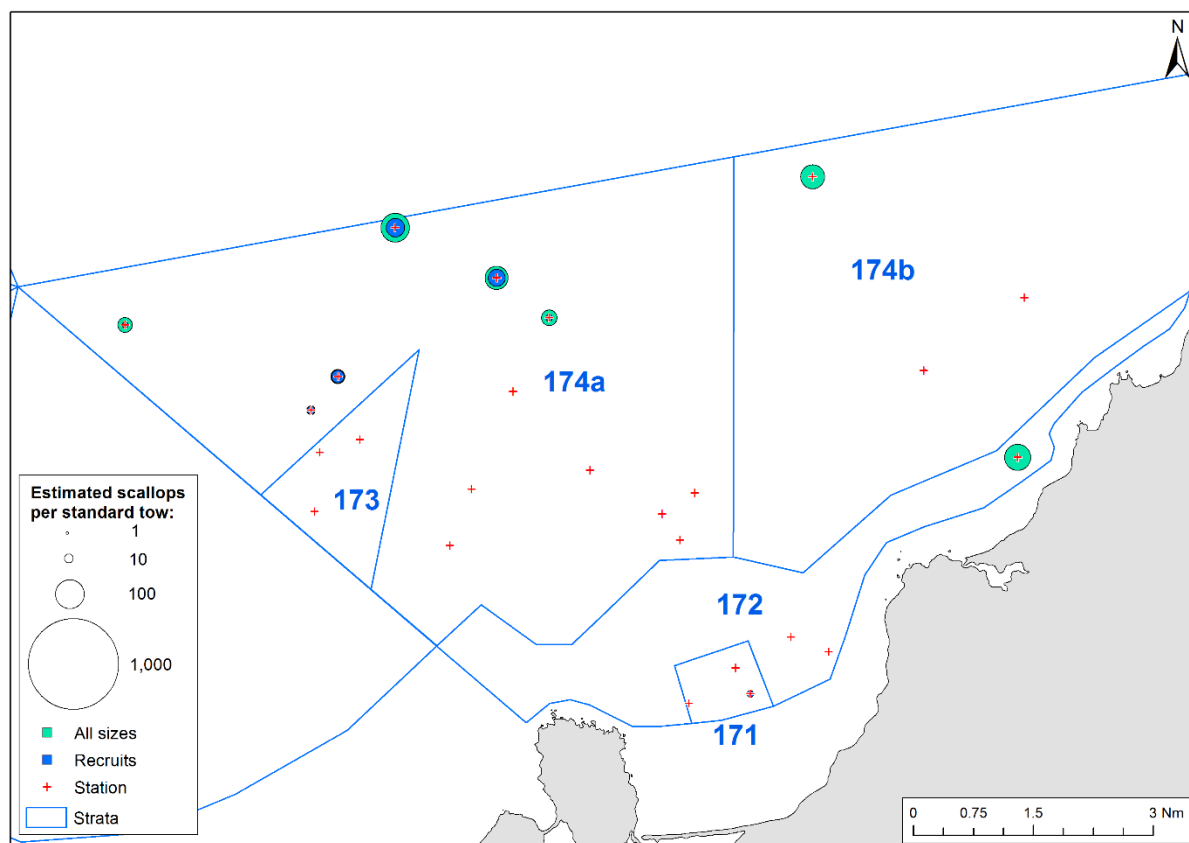 N
174b
174a
173
172
171
Estimated scallops
per standard tow:
1
10
100
1,000
All sizes
Recruits
Station
Strata
0 0.75 1.5 3 Nm